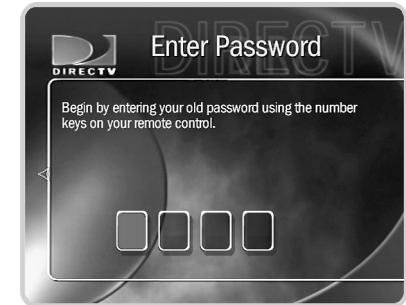 DIRECTV
Enter Password
DIRECTV
Begin by entering your old password using the number
keys on your remote control.